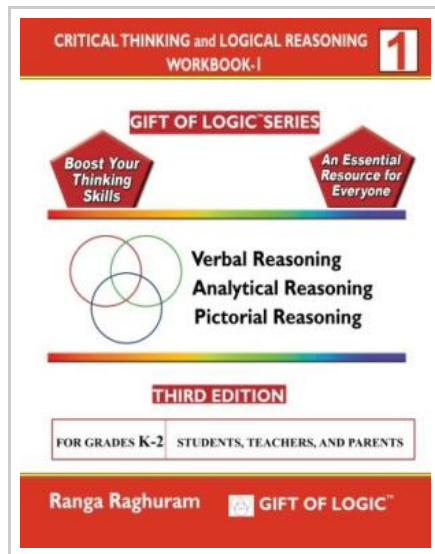 CRITICAL THINKING and LOGICAL REASONING
WORKBOOK-I
1
GIFT OF LOGIC™SERIES
Boost Your
Thinking
Skills
An Essential
Resource for
Everyone
Verbal Reasoning
Analytical Reasoning
Pictorial Reasoning
THIRD EDITION
FOR GRADES K-2 STUDENTS, TEACHERS, AND PARENTS
Ranga Raghuram GIFT OF LOGIC™